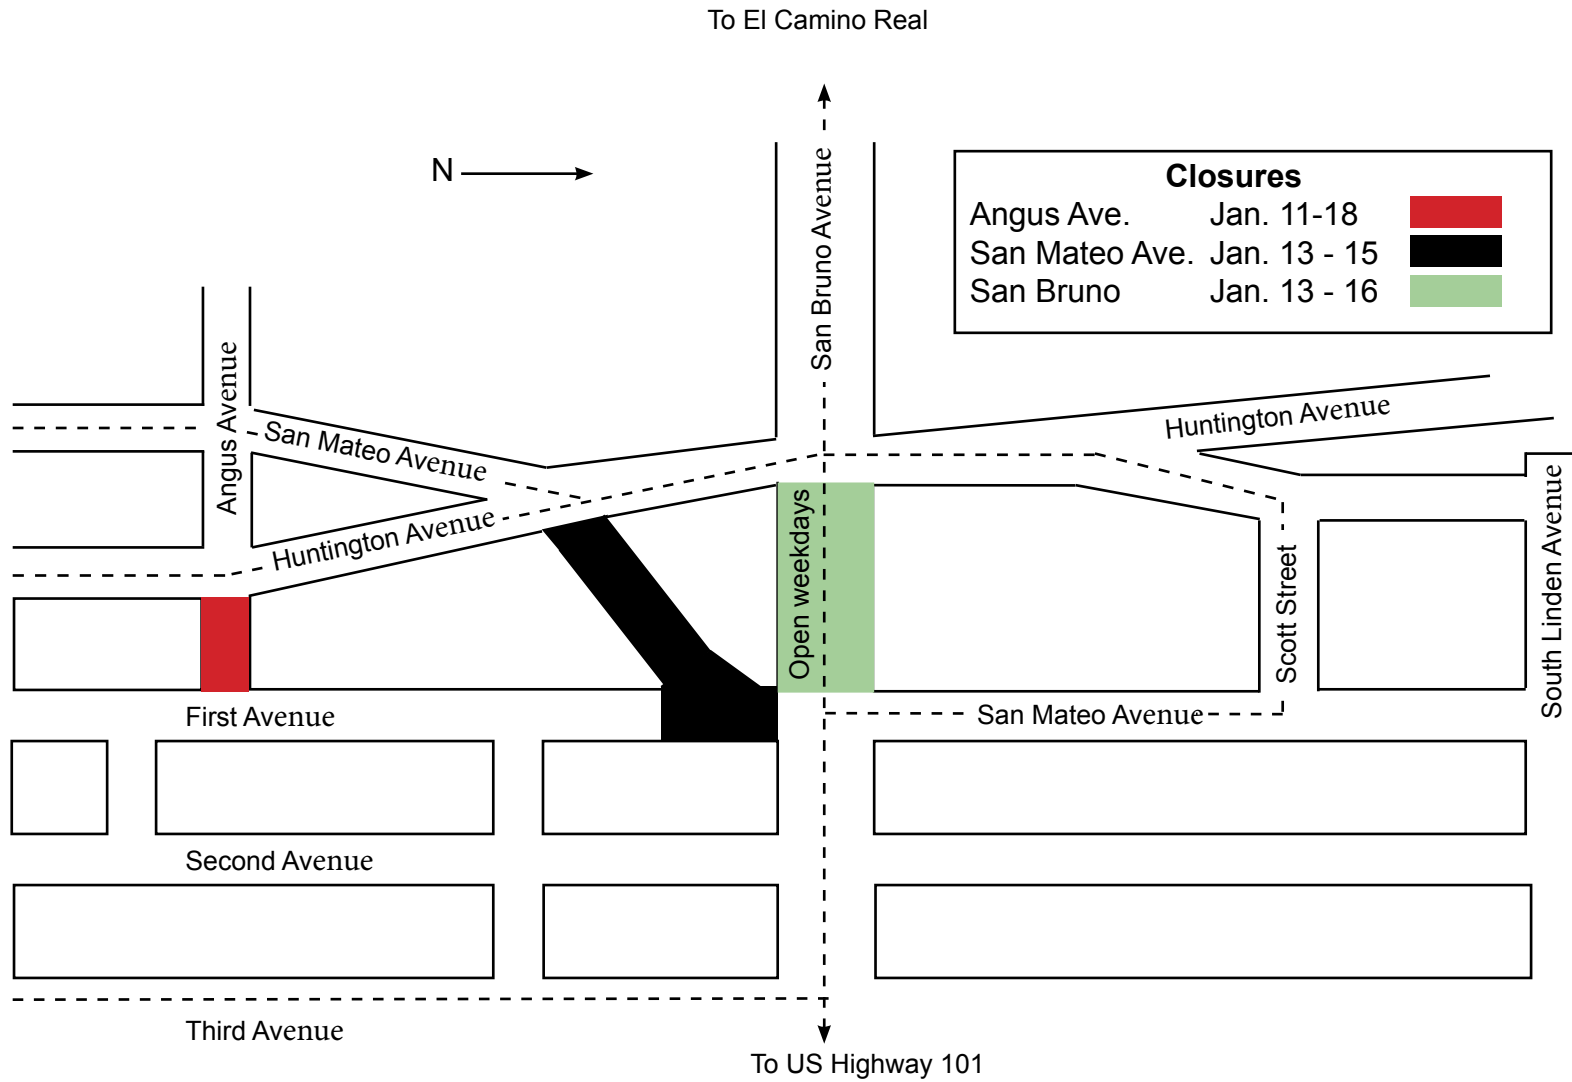 To El Camino Real
N
San Bruno Avenue
Closures
Angus Ave. Jan. 11-18
San Mateo Ave. Jan. 13 - 15
San Bruno Jan. 13 - 16
Angus Avenue
San Mateo Avenue
Huntington Avenue
Huntington Avenue
Open weekdays
Scott Street
South Linden Avenue
First Avenue
San Mateo Avenue
Second Avenue
Third Avenue
To US Highway 101